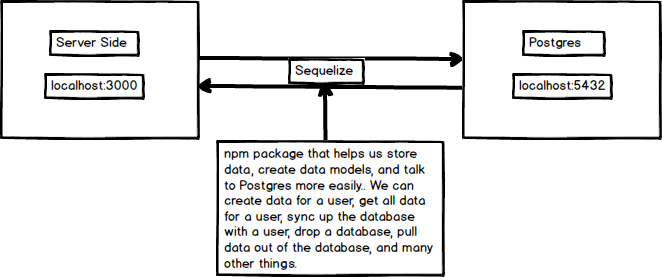 Server Side
Postgres
Sequelize
localhost:3000
localhost:5432
npm package that helps us store
data, create data models, and talk
to Postgres more easily.. We can
create data for a user, get all data
for a user, sync up the database
with a user, drop a database, pull
data out of the database, and many
other things.